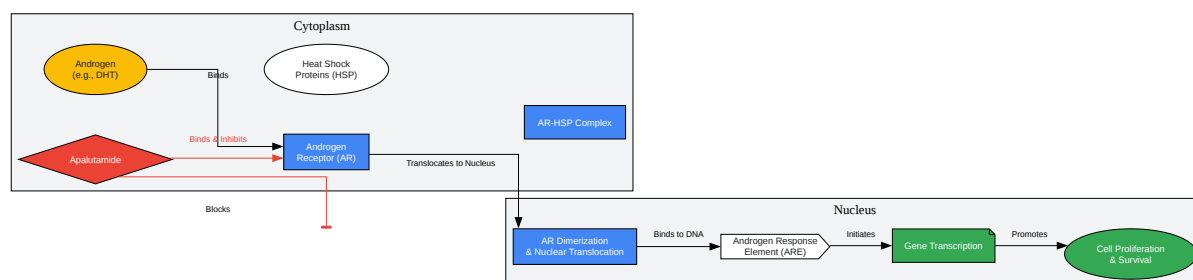 Cytoplasm
Androgen
(e.g., DHT)
Binds
Heat Shock
Proteins (HSP)
AR-HSP Complex
Apalutamide
Binds & Inhibits
Androgen
Receptor (AR)
Translocates to Nucleus
Blocks
Nucleus
AR Dimerization
& Nuclear Translocation
Binds to DNA
Androgen Response
Element (ARE)
Initiates
Gene Transcription
Promotes
Cell Proliferation
& Survival